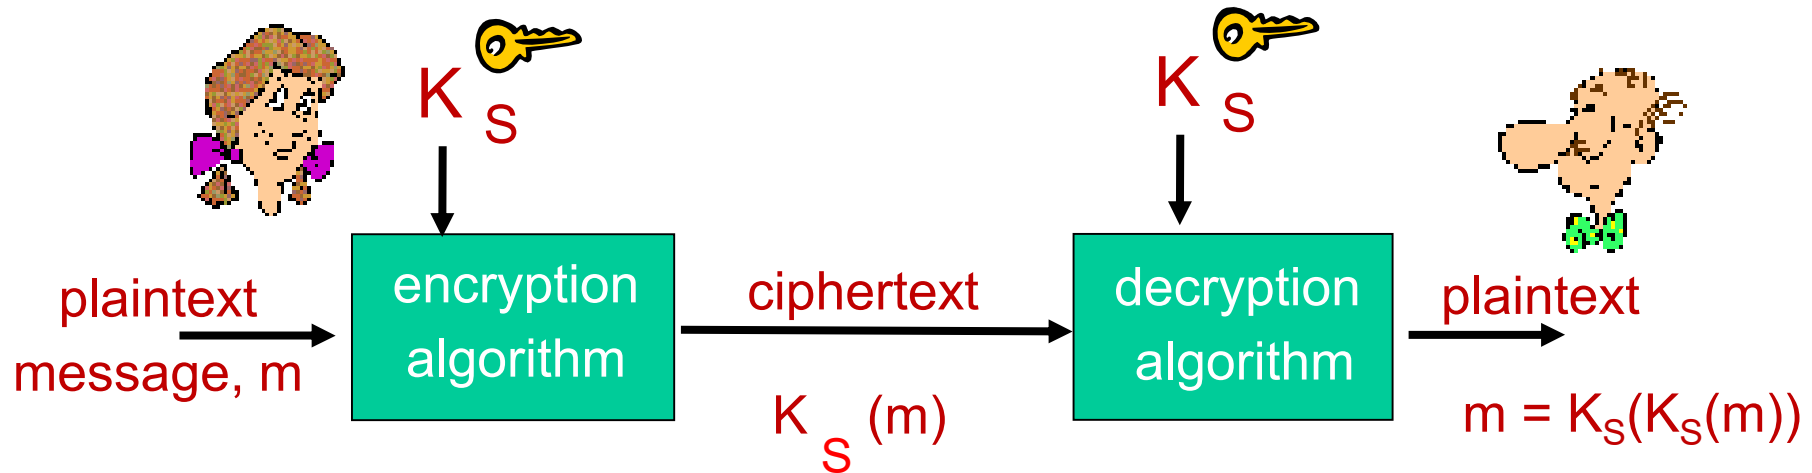 K S
K S
plaintext
message, m
encryption
algorithm
ciphertext
K S (m)
decryption
algorithm
plaintext
m = KS(KS(m))